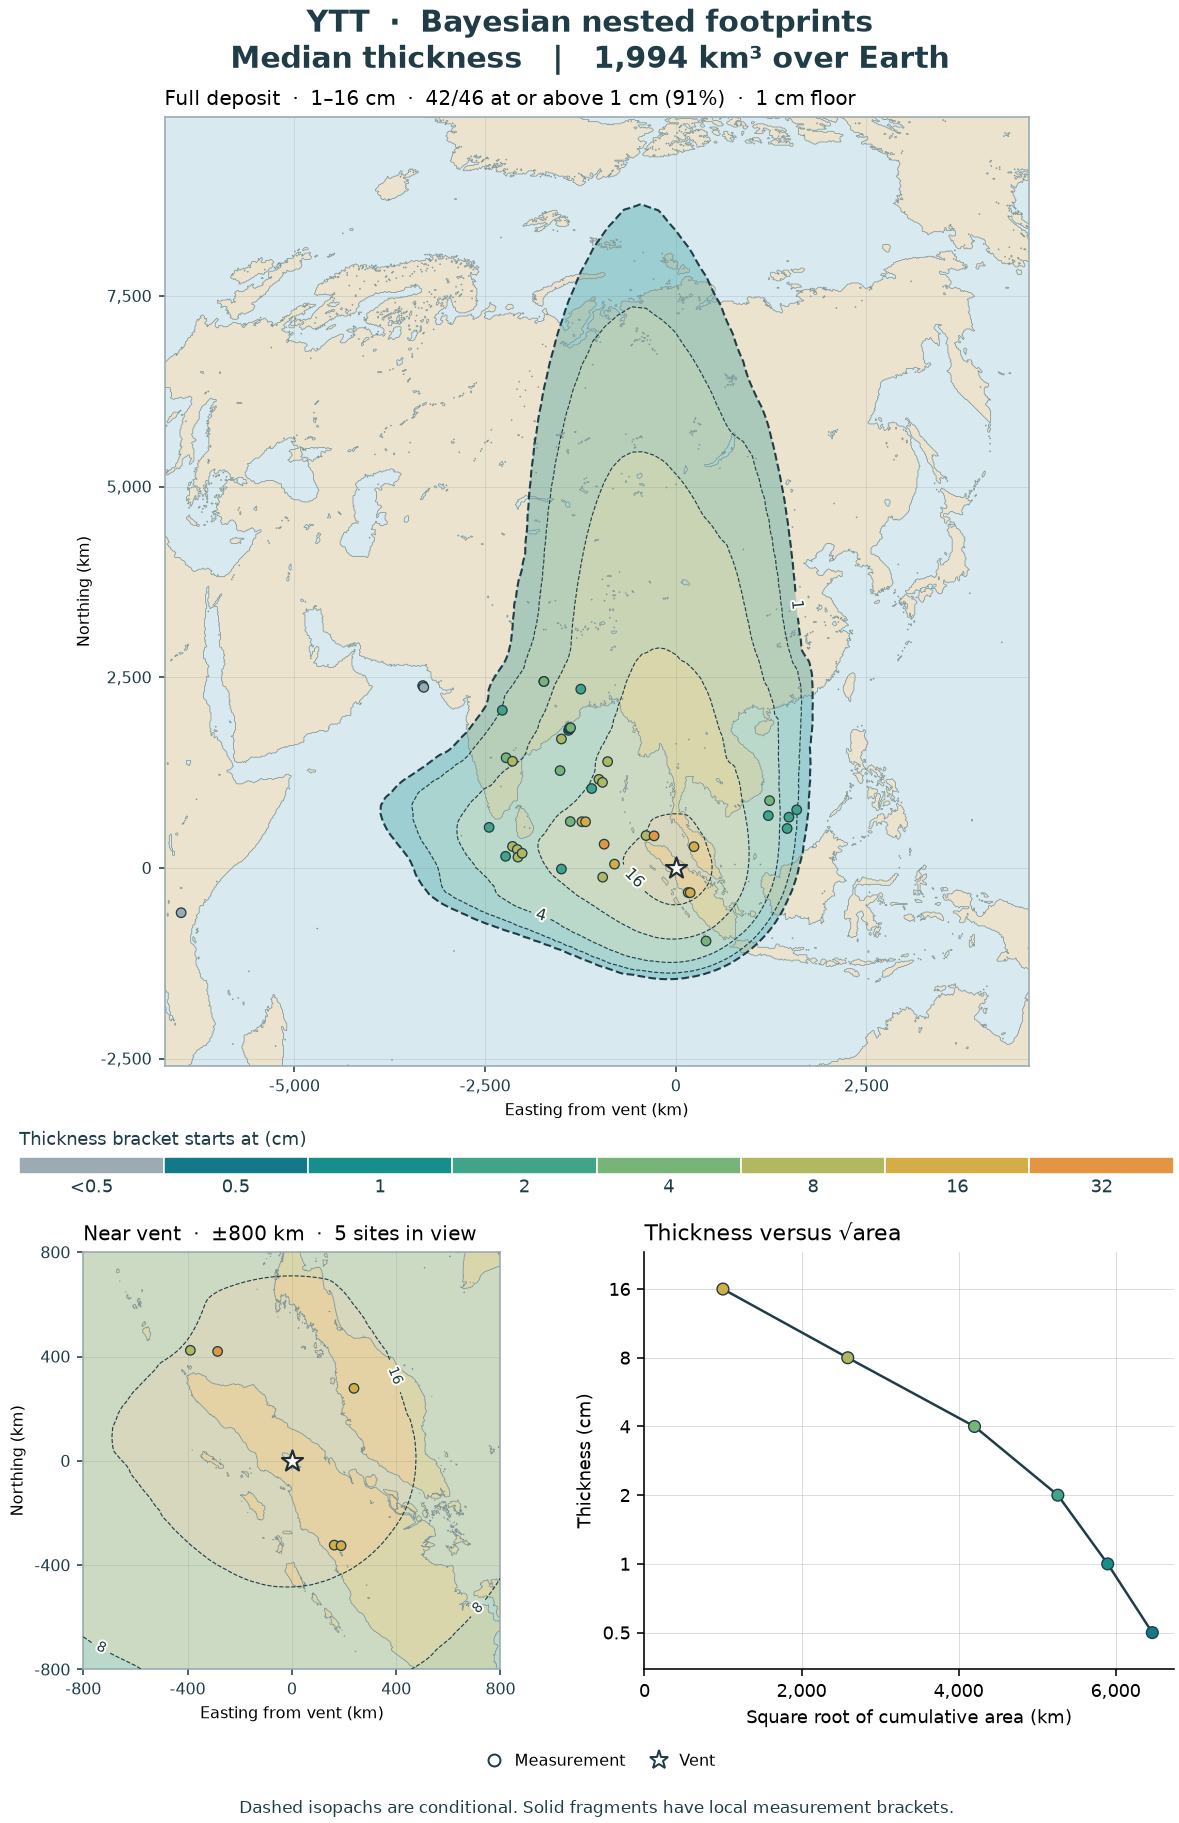 YTT · Bayesian nested footprints
Median thickness | 1,994 km³ over Earth
Full deposit · 1–16 cm · 42/46 at or above 1 cm (91%) · 1 cm floor
7,500
5,000
2,500
0
-2,500
Northing (km)
1
16
4
-5,000
-2,500
0
2,500
Easting from vent (km)
Thickness bracket starts at (cm)
<0.5
0.5
1
2
4
8
16
32
Near vent · ±800 km · 5 sites in view
800
400
0
-400
-800
Northing (km)
16
8
8
-800
-400
0
400
800
Easting from vent (km)
Thickness versus √area
16
8
4
2
1
0.5
Thickness (cm)
0
2,000
4,000
6,000
Square root of cumulative area (km)
Measurement
Vent
Dashed isopachs are conditional. Solid fragments have local measurement brackets.